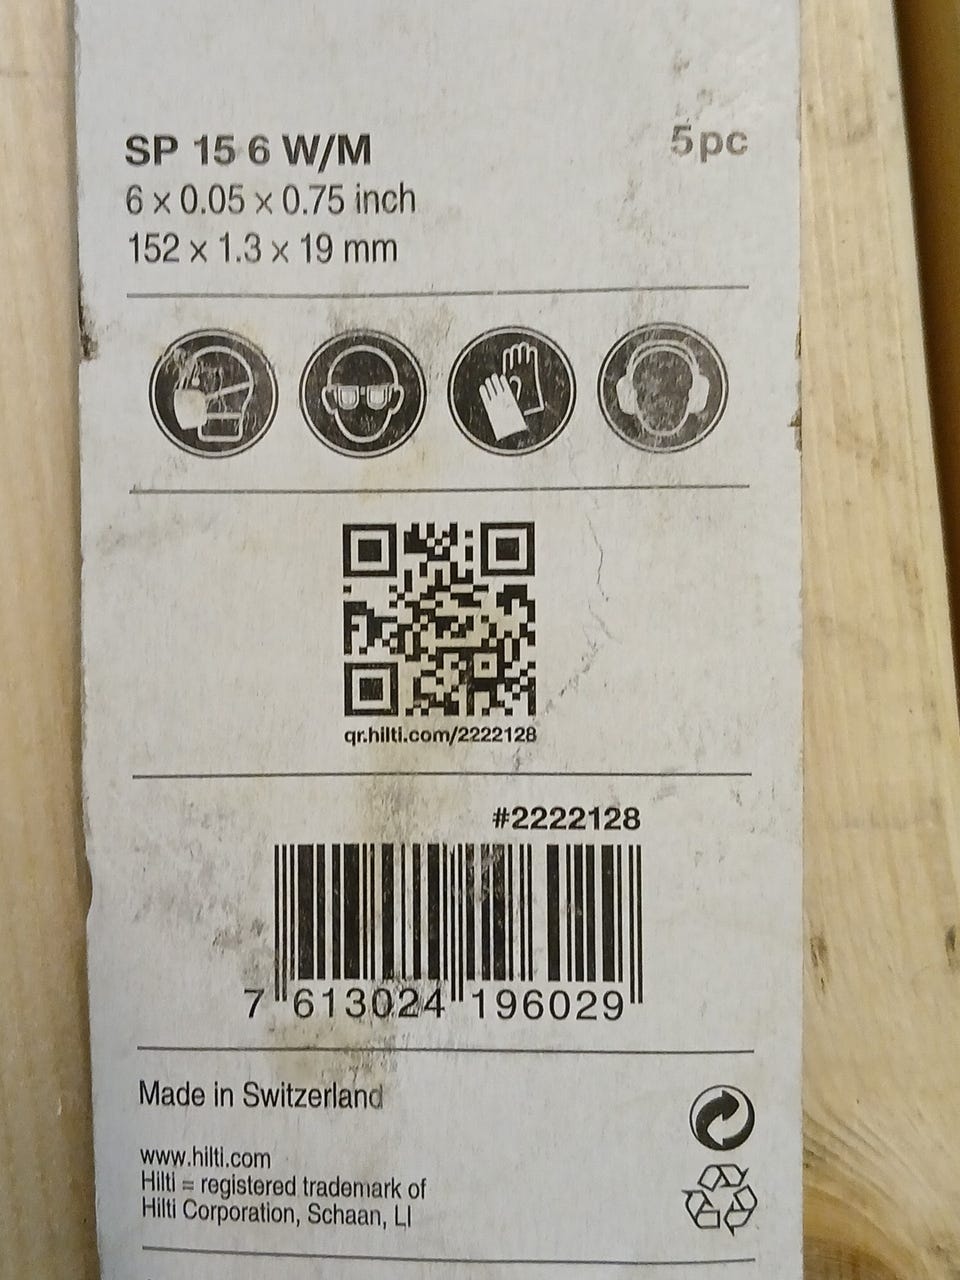 SP 15 6 W/M
5pc
6 x 0.05 x 0.75 inch
152 x 1.3 x 19 mm
qr.hilti.com/2222128
#2222128
7 613024 196029
Made in Switzerland
www.hilti.com
Hilti = registered trademark of
Hilti Corporation, Schaan, LI